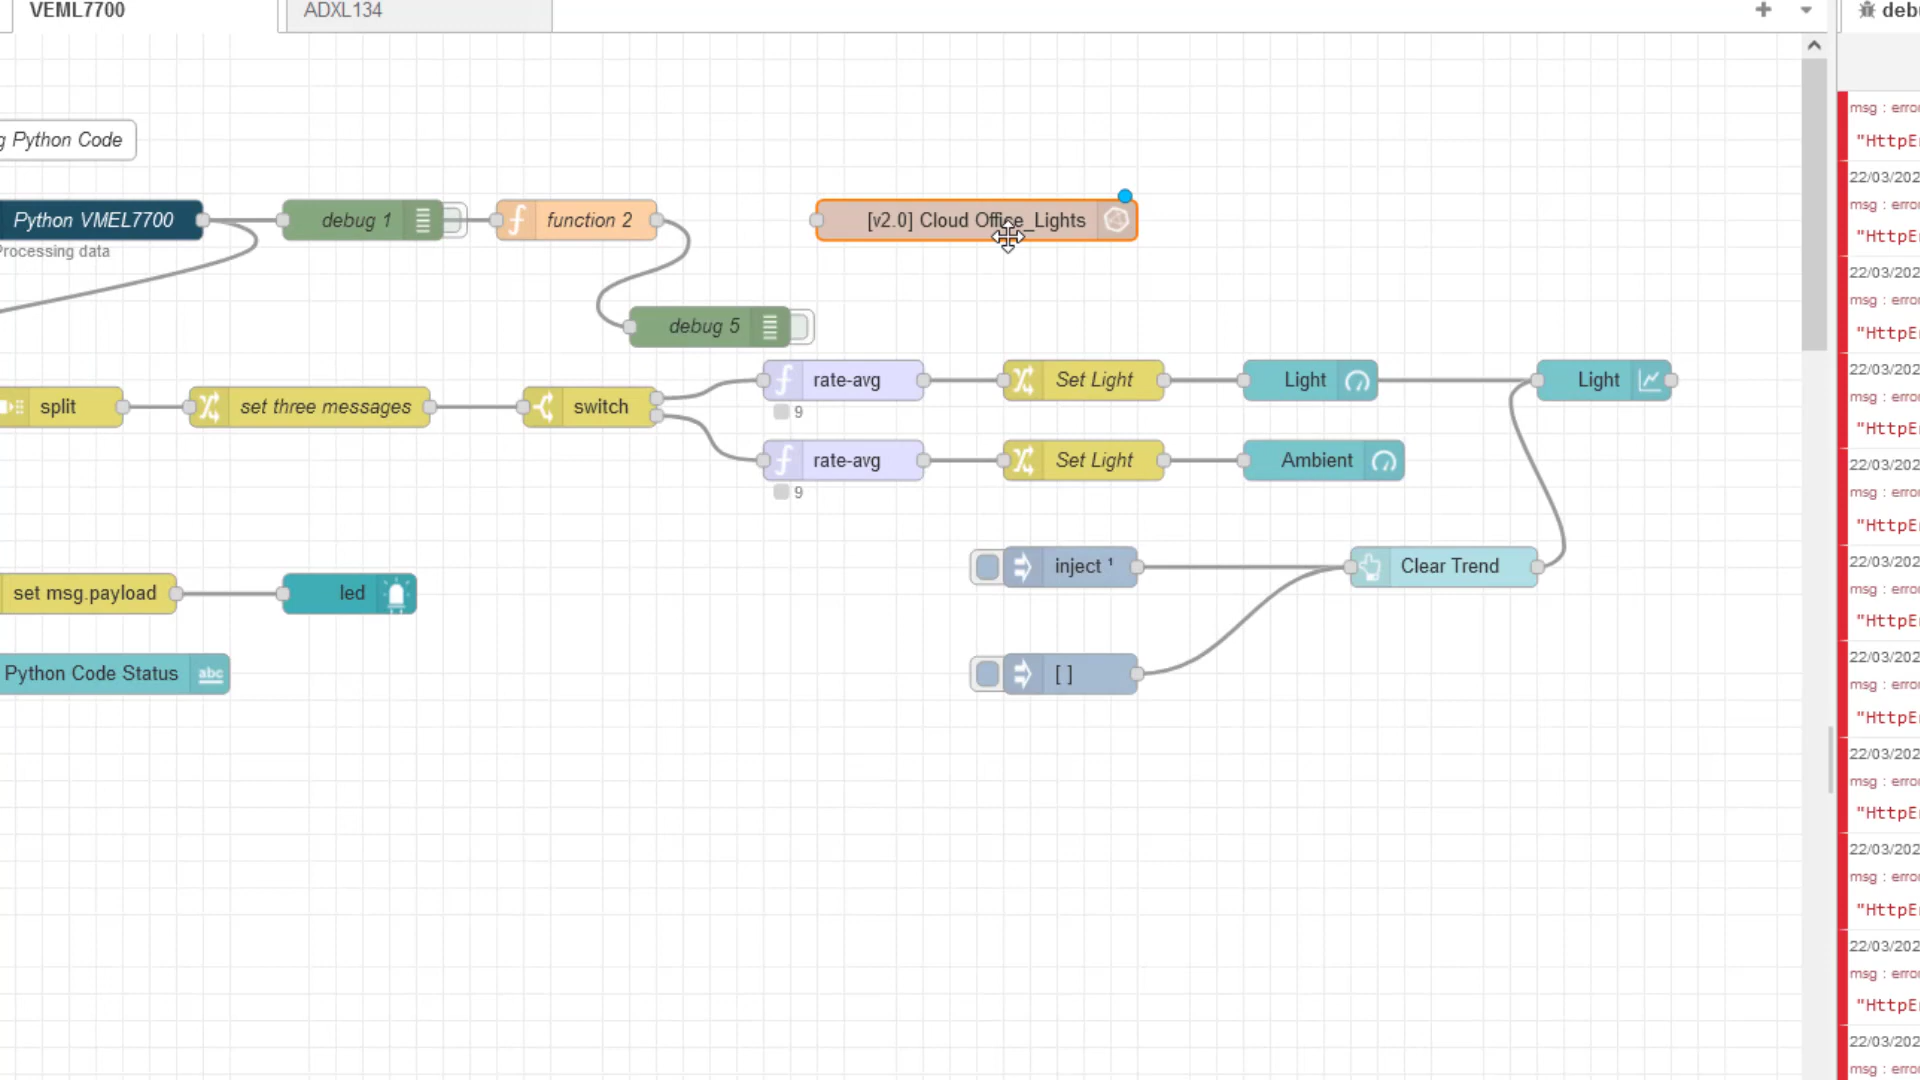 VEML7700
ADXL134
g Python Code
Python VMEL7700
Processing data
debug 1
function 2
[v2.0] Cloud Office_Lights
debug 5
split
set three messages
switch
rate-avg
9
Set Light
Light
Light
rate-avg
9
Set Light
Ambient
inject ¹
Clear Trend
set msg.payload
led
[ ]
Python Code Status
abc
debu
msg : erro
"HttpE
22/03/202
msg : erro
"HttpE
22/03/202
msg : erro
"HttpE
22/03/202
msg : erro
"HttpE
22/03/202
msg : erro
"HttpE
22/03/202
msg : erro
"HttpE
22/03/202
msg : erro
"HttpE
22/03/202
msg : erro
"HttpE
22/03/202
msg : erro
"HttpE
22/03/202
msg : erro
"HttpE
22/03/202
msg : erro